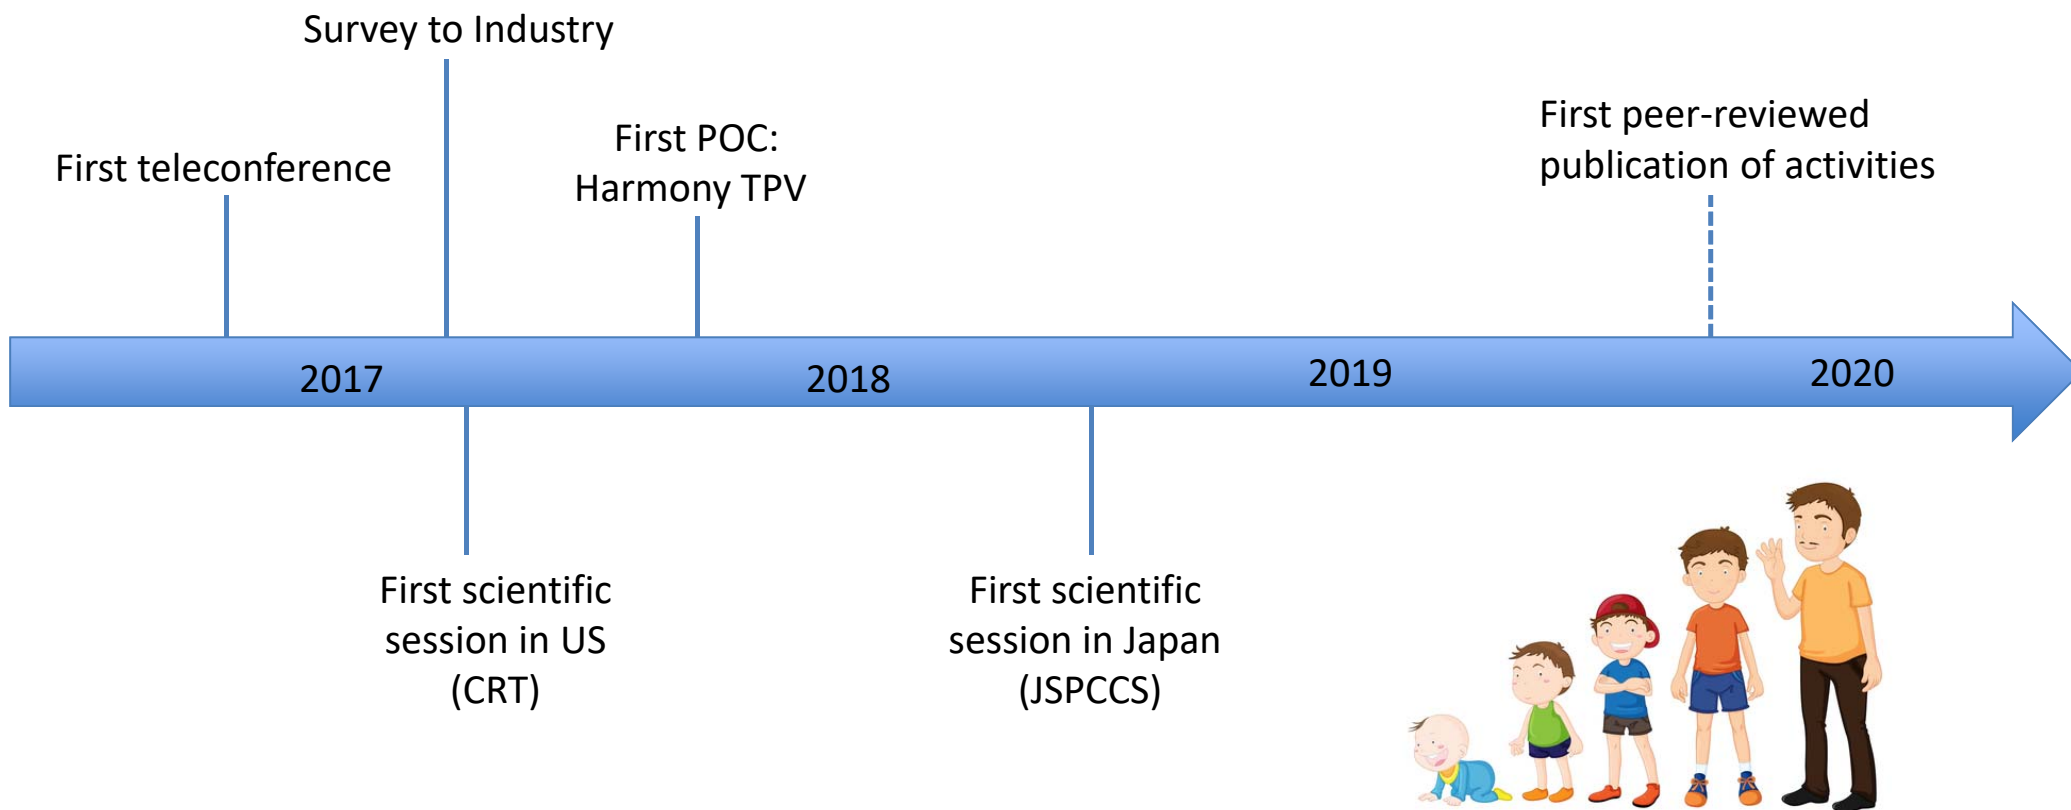 Survey to Industry
First teleconference
First POC:
Harmony TPV
First peer-reviewed
publication of activities
2017
2018
2019
2020
First scientific
session in US
(CRT)
First scientific
session in Japan
(JSPCCS)